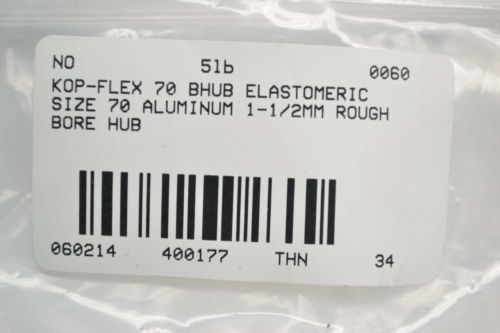 NO 51b 0060
KOP-FLEX 70 BHUB ELASTOMERIC
SIZE 70 ALUMINUM 1-1/2MM ROUGH
BORE HUB
060214 400177 THN 34